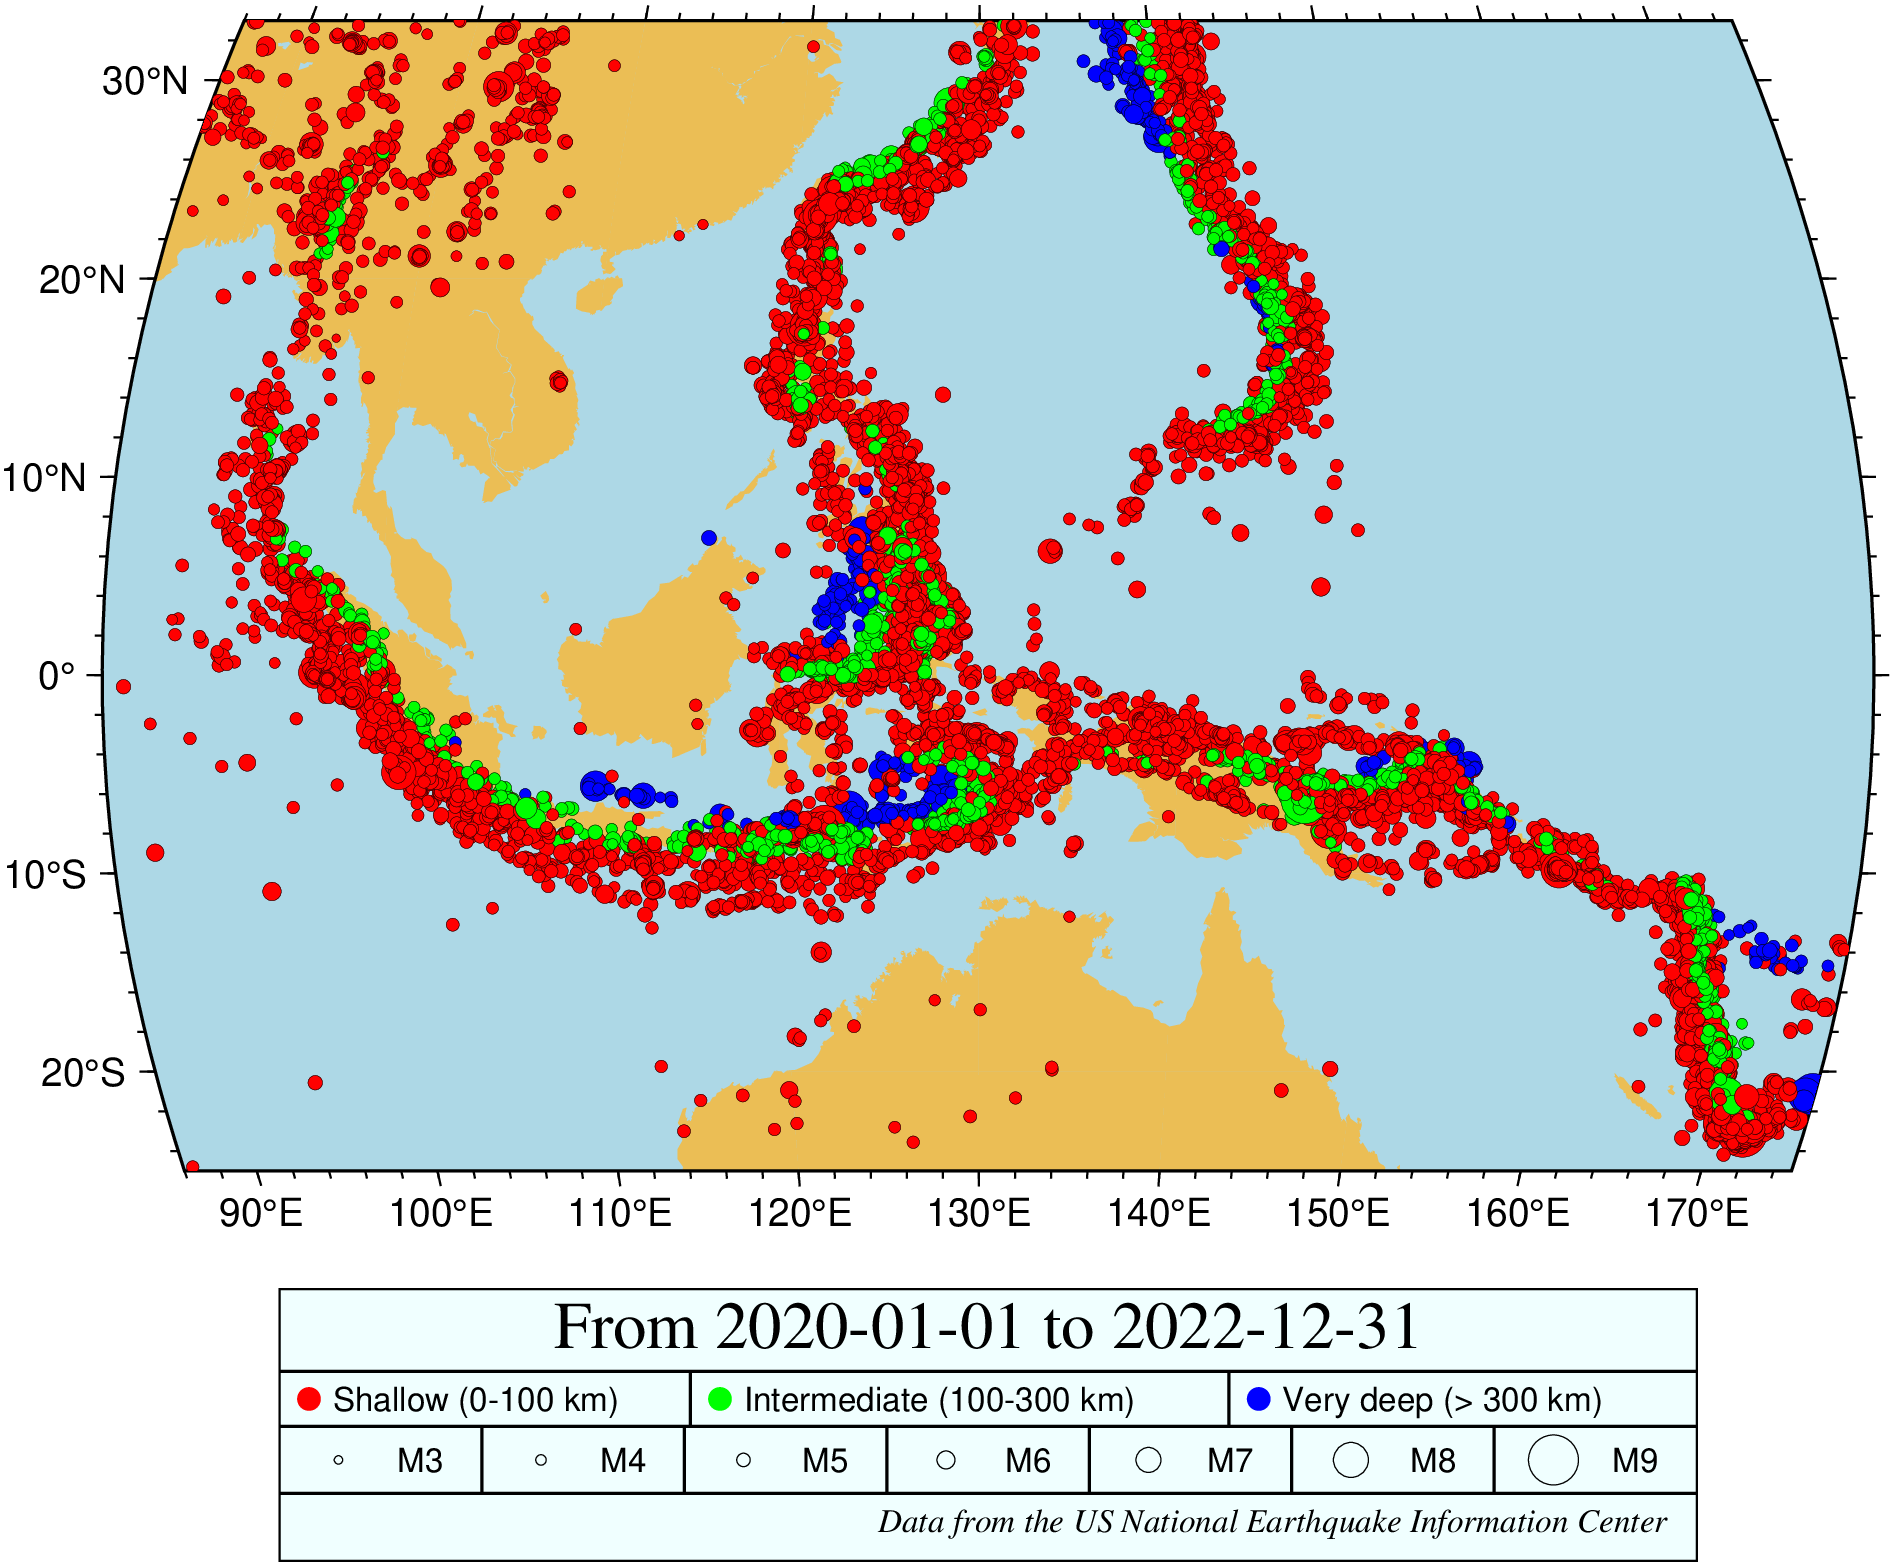 30°N
20°N
10°N
0°
10°S
20°S
90°E 100°E 110°E 120°E 130°E 140°E 150°E 160°E 170°E
From 2020-01-01 to 2022-12-31
Shallow (0-100 km) Intermediate (100-300 km) Very deep (> 300 km)
M3 M4 M5 M6 M7 M8 M9
Data from the US National Earthquake Information Center